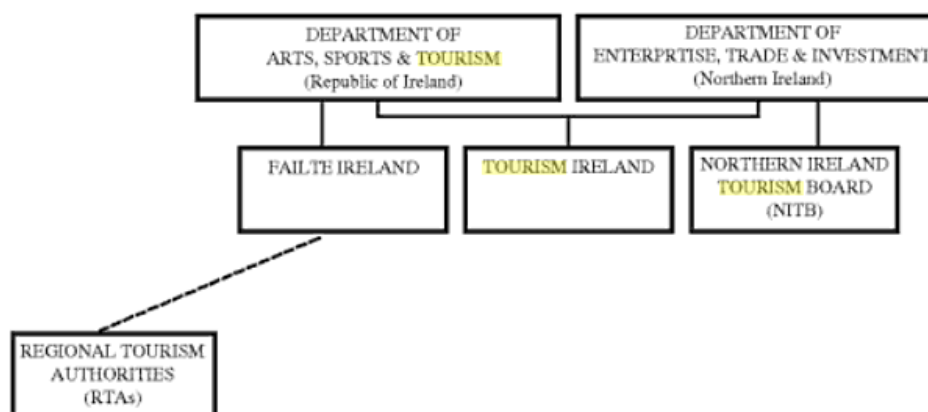 DEPARTMENT OF
ARTS, SPORTS & TOURISM
(Republic of Ireland)
DEPARTMENT OF
ENTERPRTISE, TRADE & INVESTMENT
(Northern Ireland)
FAILTE IRELAND
TOURISM IRELAND
NORTHERN IRELAND
TOURISM BOARD
(NITB)
REGIONAL TOURISM
AUTHORITIES
(RTAs)